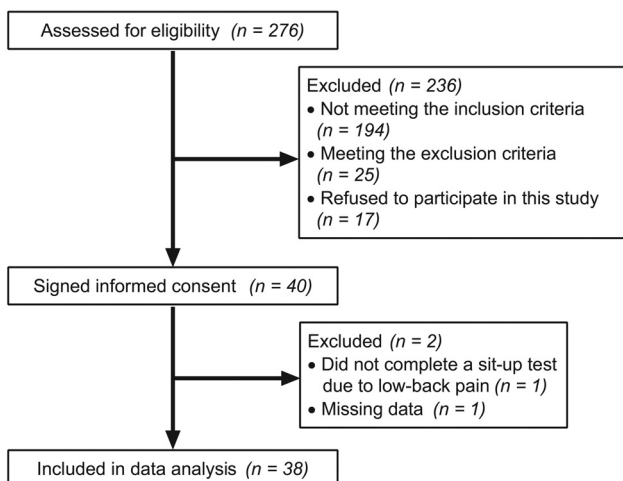 Assessed for eligibility (n = 276)
Excluded (n = 236)
• Not meeting the inclusion criteria
(n = 194)
• Meeting the exclusion criteria
(n = 25)
• Refused to participate in this study
(n = 17)
Signed informed consent (n = 40)
Excluded (n = 2)
• Did not complete a sit-up test
due to low-back pain (n = 1)
• Missing data (n = 1)
Included in data analysis (n = 38)